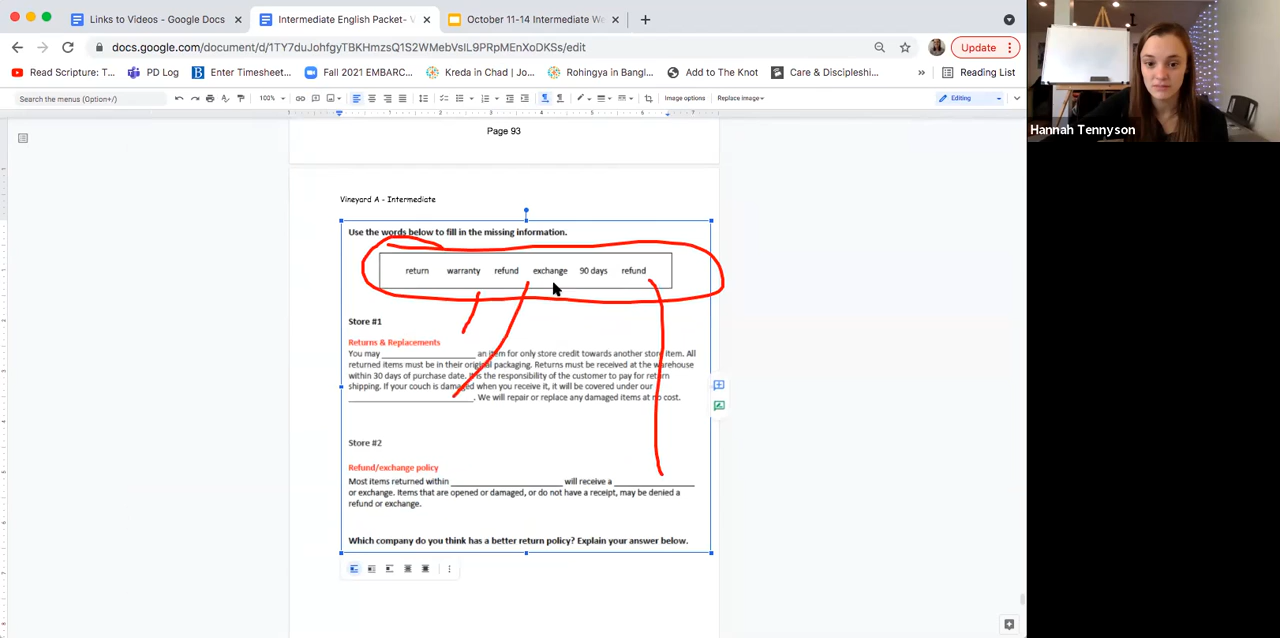 Links to Videos - Google Docs
Intermediate English Packet- V
October 11-14 Intermediate We
docs.google.com/document/d/1TY7duJohfgyTBKHmzsQ1S2WMebVsIL9PRpMEnXoDKSs/edit
Update
Read Scripture: T...
PD Log
Enter Timesheet...
Fall 2021 EMBARC...
Kreda in Chad | Jo...
Rohingya in Bangl...
Add to The Knot
Care & Discipleshi...
»
Reading List
Search the menus (Option+/)
100%
Image options
Replace image
Editing
Page 93
Vineyard A - Intermediate
Use the words below to fill in the missing information.
return warranty refund exchange 90 days refund
Store #1
Returns & Replacements
You may ____________________ an item for only store credit towards another store item. All
returned items must be in their original packaging. Returns must be received at the warehouse
within 30 days of purchase date. It is the responsibility of the customer to pay for return
shipping. If your couch is damaged when you receive it, it will be covered under our
__________________________. We will repair or replace any damaged items at no cost.
Store #2
Refund/exchange policy
Most items returned within ________________________ will receive a _________________
or exchange. Items that are opened or damaged, or do not have a receipt, may be denied a
refund or exchange.
Which company do you think has a better return policy? Explain your answer below.
Hannah Tennyson